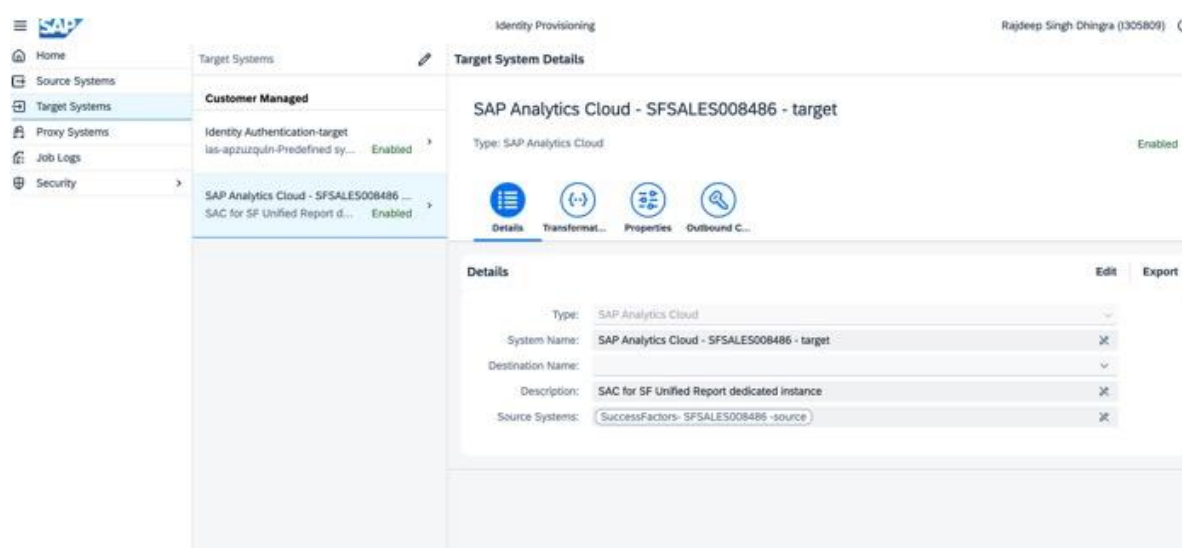 SAP
Identity Provisioning
Rajdeep Singh Dhingra (I305809)
Home
Source Systems
Target Systems
Proxy Systems
Job Logs
Security
Target Systems
Customer Managed
Identity Authentication-target
ias-apzuzquln-Predefined sy... Enabled
SAP Analytics Cloud - SFSALES008486 ...
SAC for SF Unified Report d... Enabled
Target System Details
SAP Analytics Cloud - SFSALES008486 - target
Type: SAP Analytics Cloud
Enabled
Details Transformat... Properties Outbound C...
Details Edit Export
Type: SAP Analytics Cloud
System Name: SAP Analytics Cloud - SFSALES008486 - target
Destination Name:
Description: SAC for SF Unified Report dedicated instance
Source Systems: SuccessFactors- SFSALES008486 -source